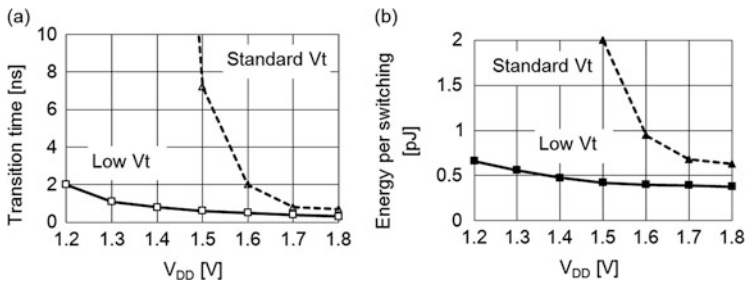 (a)
Transition time [ns]
10
8
6
4
2
0
Standard Vt
Low Vt
1.2 1.3 1.4 1.5 1.6 1.7 1.8
VDD [V]
(b)
Energy per switching
[pJ]
2
1.5
1
0.5
0
Standard Vt
Low Vt
1.2 1.3 1.4 1.5 1.6 1.7 1.8
VDD [V]